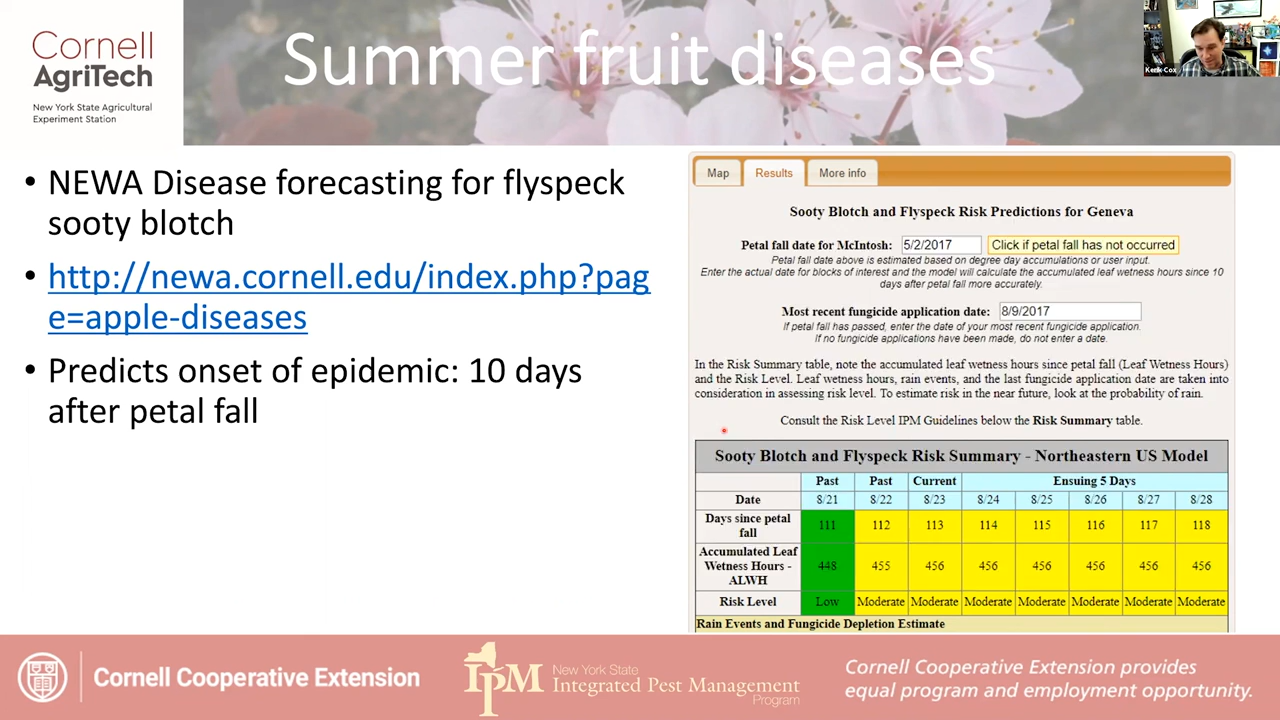 Cornell
AgriTech
New York State Agricultural
Experiment Station
Summer fruit diseases
Kerik Cox
• NEWA Disease forecasting for flyspeck
sooty blotch
• http://newa.cornell.edu/index.php?pag
e=apple-diseases
• Predicts onset of epidemic: 10 days
after petal fall
Map Results More info
Sooty Blotch and Flyspeck Risk Predictions for Geneva
Petal fall date for McIntosh: 5/2/2017 Click if petal fall has not occurred
Petal fall date above is estimated based on degree day accumulations or user input.
Enter the actual date for blocks of interest and the model will calculate the accumulated leaf wetness hours since 10
days after petal fall more accurately.
Most recent fungicide application date: 8/9/2017
If petal fall has passed, enter the date of your most recent fungicide application.
If no fungicide applications have been made, do not enter a date.
In the Risk Summary table, note the accumulated leaf wetness hours since petal fall (Leaf Wetness Hours)
and the Risk Level. Leaf wetness hours, rain events, and the last fungicide application date are taken into
consideration in assessing risk level. To estimate risk in the near future, look at the probability of rain.
Consult the Risk Level IPM Guidelines below the Risk Summary table.
Sooty Blotch and Flyspeck Risk Summary - Northeastern US Model
Past Past Current Ensuing 5 Days
Date 8/21 8/22 8/23 8/24 8/25 8/26 8/27 8/28
Days since petal
fall 111 112 113 114 115 116 117 118
Accumulated Leaf
Wetness Hours -
ALWH 448 455 456 456 456 456 456 456
Risk Level Low Moderate Moderate Moderate Moderate Moderate Moderate Moderate
Rain Events and Fungicide Depletion Estimate
Cornell Cooperative Extension
IPM
New York State
Integrated Pest Management
Program
Cornell Cooperative Extension provides
equal program and employment opportunity.